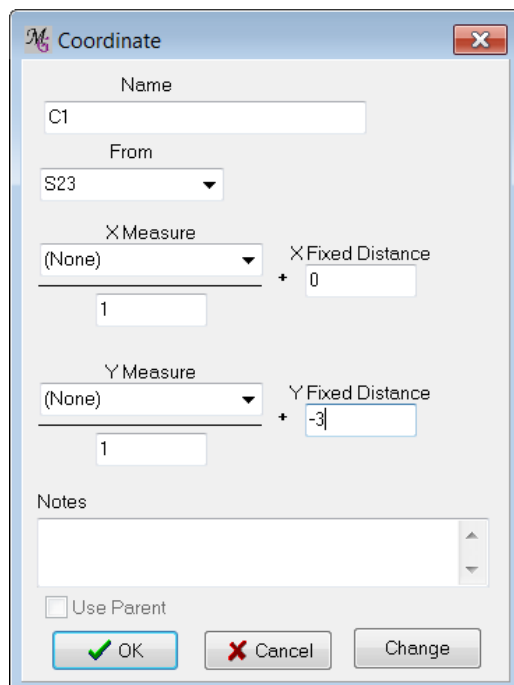 Coordinate
Name
C1
From
S23
X Measure
(None)
X Fixed Distance
+
0
1
Y Measure
(None)
Y Fixed Distance
+
-3
1
Notes
Use Parent
OK
Cancel
Change